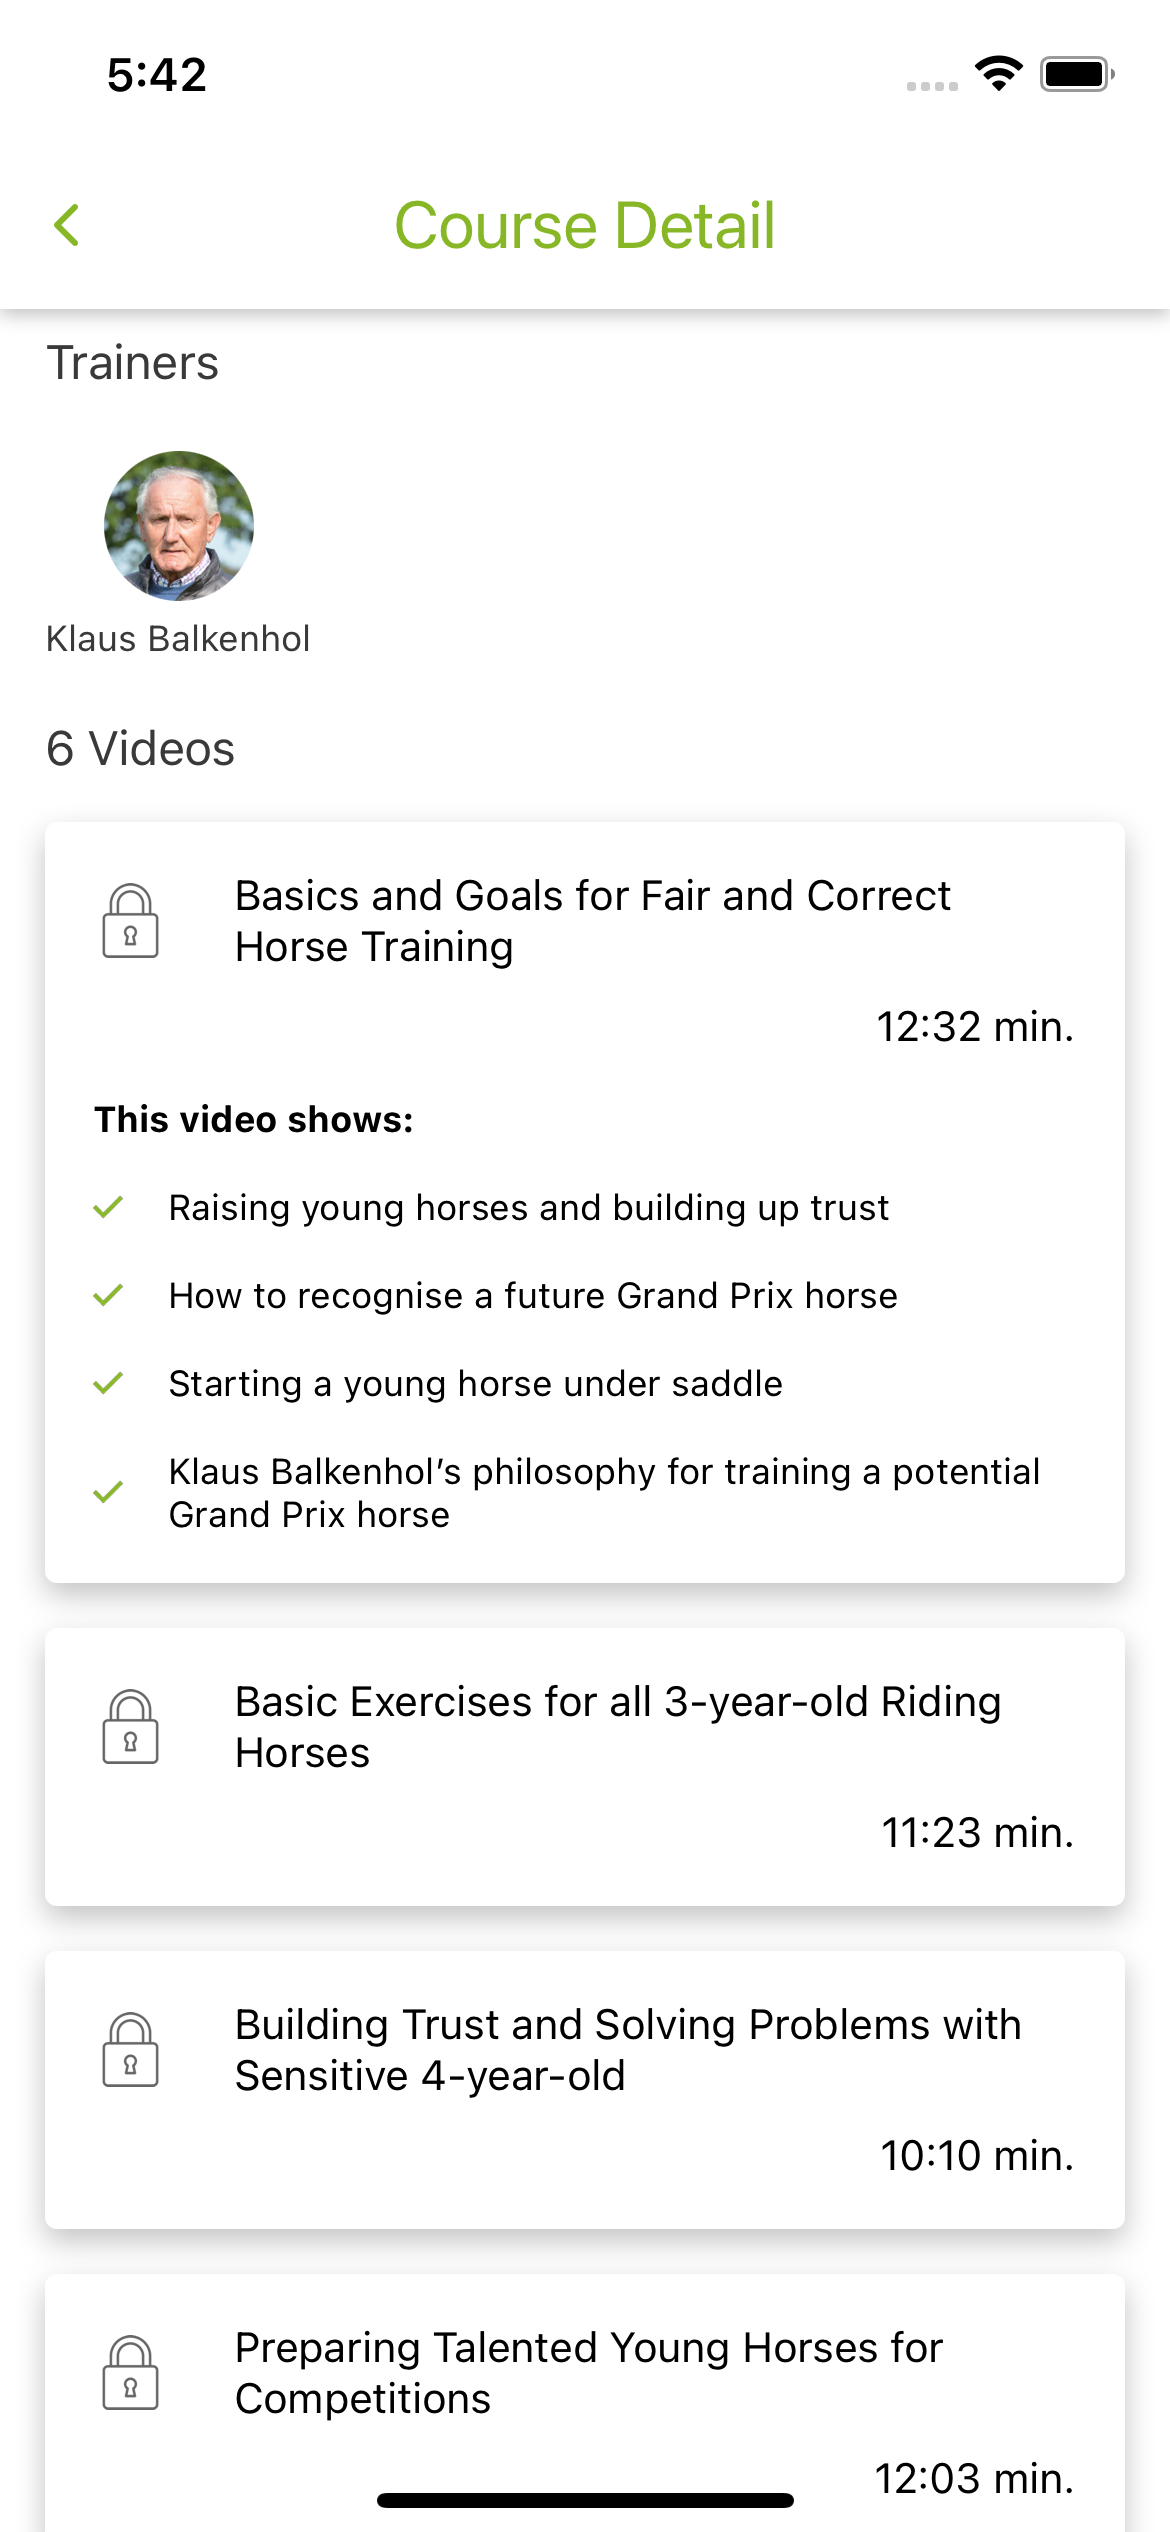 5:42
Course Detail
Trainers
Klaus Balkenhol
6 Videos
Basics and Goals for Fair and Correct
Horse Training
12:32 min.
This video shows:
Raising young horses and building up trust
How to recognise a future Grand Prix horse
Starting a young horse under saddle
Klaus Balkenhol’s philosophy for training a potential
Grand Prix horse
Basic Exercises for all 3-year-old Riding
Horses
11:23 min.
Building Trust and Solving Problems with
Sensitive 4-year-old
10:10 min.
Preparing Talented Young Horses for
Competitions
12:03 min.